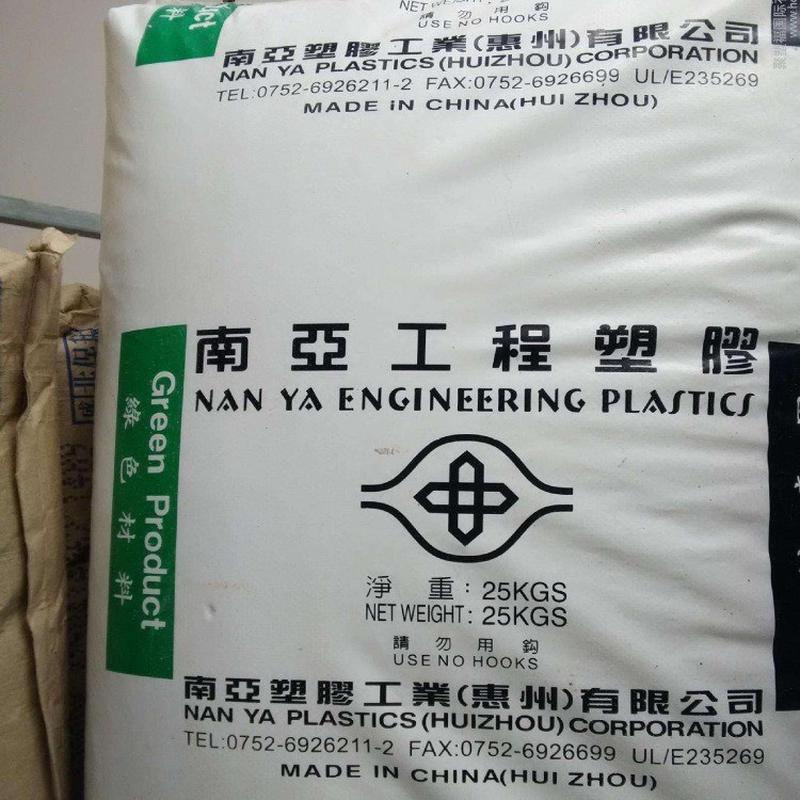 duct
料
NET WEIGHT:
請勿用鈎
USE NO HOOKS
南亞塑膠工業(惠州)有限公司
NAN YA PLASTICS(HUIZHOU)CORPORATION
TEL:0752-6926211-2 FAX:0752-6926699 UL/E235269
MADE iN CHINA(HUI ZHOU)
南亞工程塑膠
NAN YA ENGINEERING PLASTICS
Green Product
綠色材料
淨 重:25KGS
NET WEIGHT: 25KGS
請勿用鈎
USE NO HOOKS
南亞塑膠工業(惠州)有限公司
NAN YA PLASTICS(HUIZHOU)CORPORATION
TEL:0752-6926211-2 FAX:0752-6926699 UL/E235269
MADE iN CHINA(HUI ZHOU)